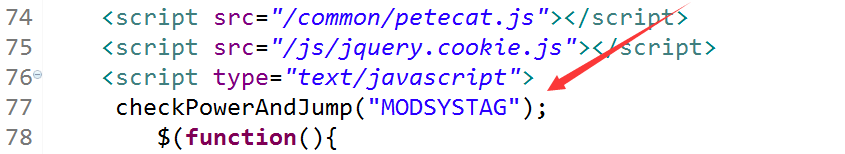 74 <script src="/common/petecat.js"></script>
75 <script src="/js/jquery.cookie.js"></script>
76 <script type="text/javascript">
77 checkPowerAndJump("MODSYSTAG");
78 $(function(){